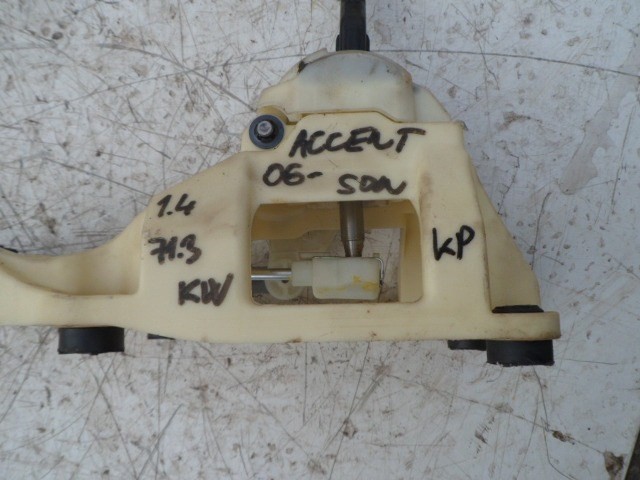 ACCENT
06- SDN
1.4
71.3
KW
KP